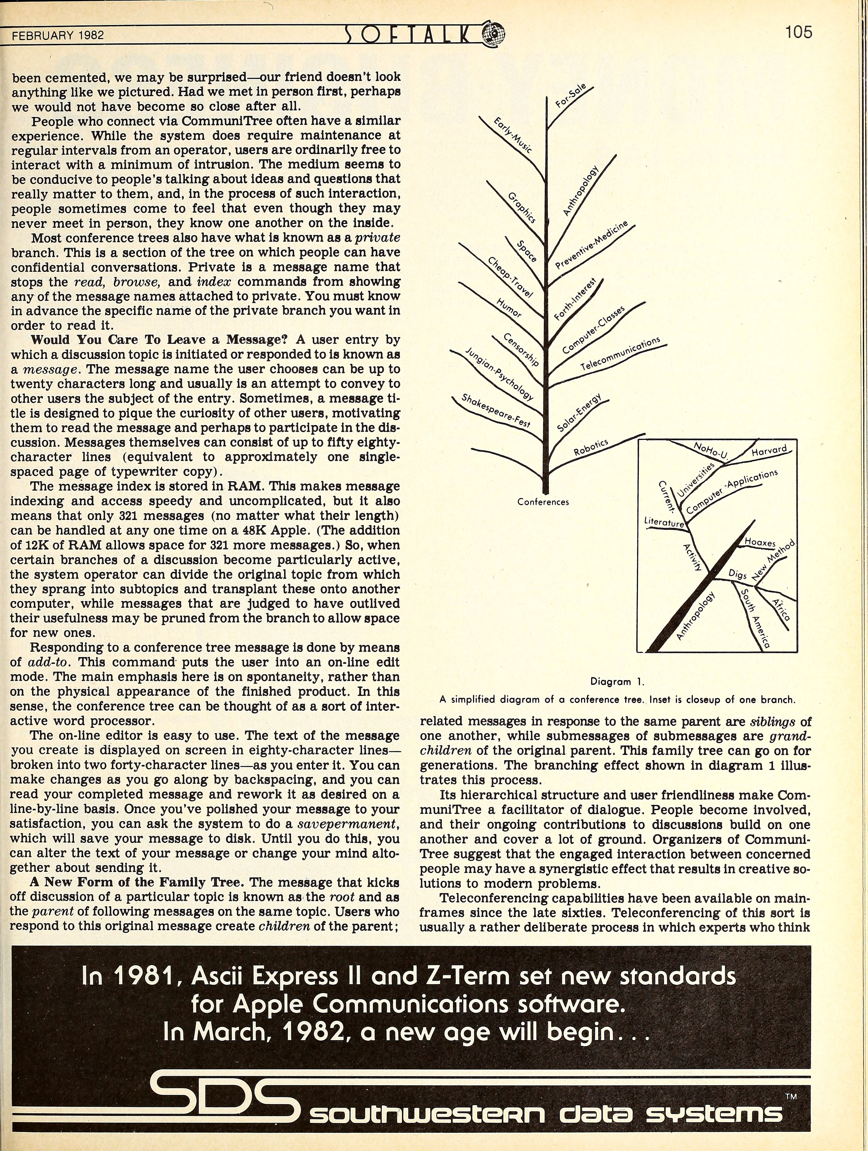 FEBRUARY 1982
SOFTALK
105
been cemented, we may be surprised—our friend doesn't look
anything like we pictured. Had we met in person first, perhaps
we would not have become so close after all.
People who connect via CommuniTree often have a similar
experience. While the system does require maintenance at
regular intervals from an operator, users are ordinarily free to
interact with a minimum of intrusion. The medium seems to
be conducive to people's talking about ideas and questions that
really matter to them, and, in the process of such interaction,
people sometimes come to feel that even though they may
never meet in person, they know one another on the inside.
Most conference trees also have what is known as a private
branch. This is a section of the tree on which people can have
confidential conversations. Private is a message name that
stops the read, browse, and index commands from showing
any of the message names attached to private. You must know
in advance the specific name of the private branch you want in
order to read it.
Would You Care To Leave a Message? A user entry by
which a discussion topic is initiated or responded to is known as
a message. The message name the user chooses can be up to
twenty characters long and usually is an attempt to convey to
other users the subject of the entry. Sometimes, a message ti-
tle is designed to pique the curiosity of other users, motivating
them to read the message and perhaps to participate in the dis-
cussion. Messages themselves can consist of up to fifty eighty-
character lines (equivalent to approximately one single-
spaced page of typewriter copy).
The message index is stored in RAM. This makes message
indexing and access speedy and uncomplicated, but it also
means that only 321 messages (no matter what their length)
can be handled at any one time on a 48K Apple. (The addition
of 12K of RAM allows space for 321 more messages.) So, when
certain branches of a discussion become particularly active,
the system operator can divide the original topic from which
they sprang into subtopics and transplant these onto another
computer, while messages that are judged to have outlived
their usefulness may be pruned from the branch to allow space
for new ones.
Responding to a conference tree message is done by means
of add-to. This command puts the user into an on-line edit
mode. The main emphasis here is on spontaneity, rather than
on the physical appearance of the finished product. In this
sense, the conference tree can be thought of as a sort of inter-
active word processor.
The on-line editor is easy to use. The text of the message
you create is displayed on screen in eighty-character lines—
broken into two forty-character lines—as you enter it. You can
make changes as you go along by backspacing, and you can
read your completed message and rework it as desired on a
line-by-line basis. Once you've polished your message to your
satisfaction, you can ask the system to do a savepermanent,
which will save your message to disk. Until you do this, you
can alter the text of your message or change your mind alto-
gether about sending it.
A New Form of the Family Tree. The message that kicks
off discussion of a particular topic is known as the root and as
the parent of following messages on the same topic. Users who
respond to this original message create children of the parent;
For-Sale
Early-Music
Anthropology
Graphics
Preventive-Medicine
Space
Cheap-Travel
Forth-Interest
Humor
Computer-Classes
Censorship
Telecommunications
Jungian-Psychology
Solar-Energy
Shakespeare-Fest
Robotics
Conferences
NoHo-U
Harvard
Universities
Computer-Applications
Current-
Literature
Activity
Hoaxes
New Method
Digs
Africa
South America
Anthropology
Diagram 1.
A simplified diagram of a conference tree. Inset is closeup of one branch.
related messages in response to the same parent are siblings of
one another, while submessages of submessages are grand-
children of the original parent. This family tree can go on for
generations. The branching effect shown in diagram 1 illus-
trates this process.
Its hierarchical structure and user friendliness make Com-
muniTree a facilitator of dialogue. People become involved,
and their ongoing contributions to discussions build on one
another and cover a lot of ground. Organizers of Communi-
Tree suggest that the engaged interaction between concerned
people may have a synergistic effect that results in creative so-
lutions to modern problems.
Teleconferencing capabilities have been available on main-
frames since the late sixties. Teleconferencing of this sort is
usually a rather deliberate process in which experts who think
In 1981, Ascii Express II and Z-Term set new standards
for Apple Communications software.
In March, 1982, a new age will begin...
SDS southwestern data systems™